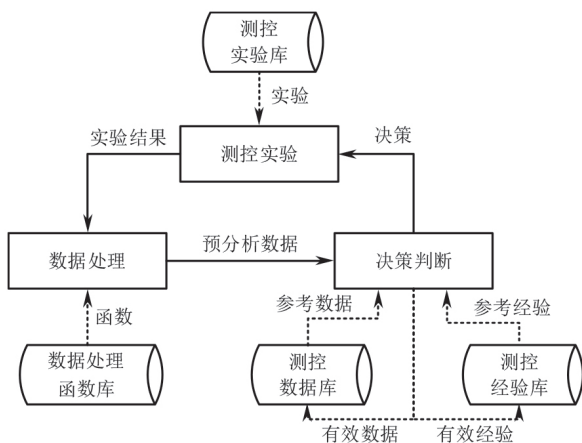 测控
实验库
实验
实验结果
测控实验
决策
数据处理
预分析数据
决策判断
函数
参考数据
参考经验
数据处理
函数库
测控
数据库
测控
经验库
有效数据
有效经验